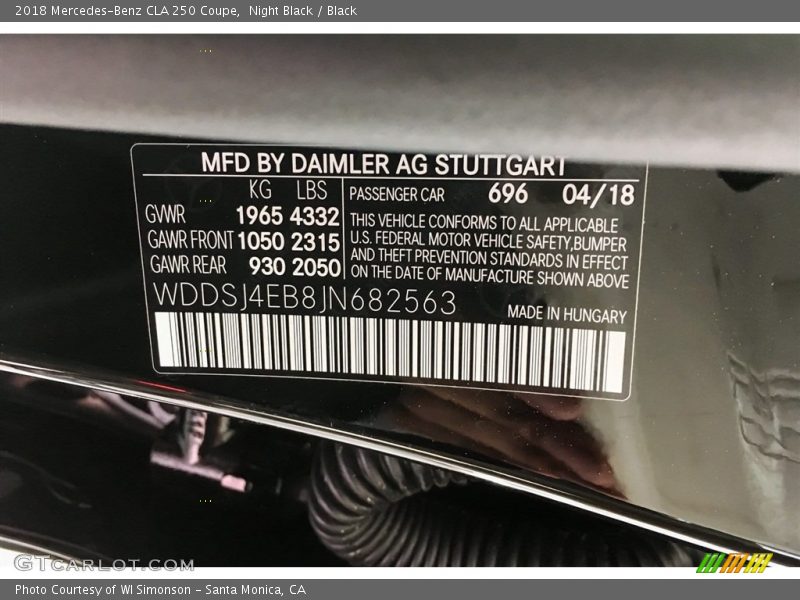 2018 Mercedes-Benz CLA 250 Coupe, Night Black / Black
MFD BY DAIMLER AG STUTTGART
KG LBS
GVWR 1965 4332
GAWR FRONT 1050 2315
GAWR REAR 930 2050
PASSENGER CAR 696 04/18
THIS VEHICLE CONFORMS TO ALL APPLICABLE
U.S. FEDERAL MOTOR VEHICLE SAFETY,BUMPER
AND THEFT PREVENTION STANDARDS IN EFFECT
ON THE DATE OF MANUFACTURE SHOWN ABOVE
WDDSJ4EB8JN682563
MADE IN HUNGARY
GTCARLOT.COM
Photo Courtesy of WI Simonson - Santa Monica, CA